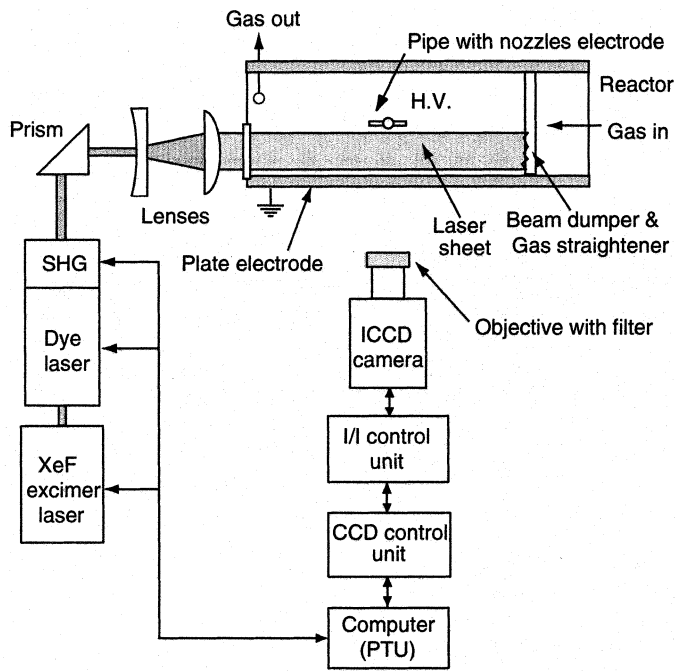 Gas out
Pipe with nozzles electrode
H.V.
Reactor
Gas in
Prism
Lenses
Laser
sheet
Beam dumper &
Gas straightener
Plate electrode
SHG
Dye
laser
XeF
excimer
laser
Objective with filter
ICCD
camera
I/I control
unit
CCD control
unit
Computer
(PTU)